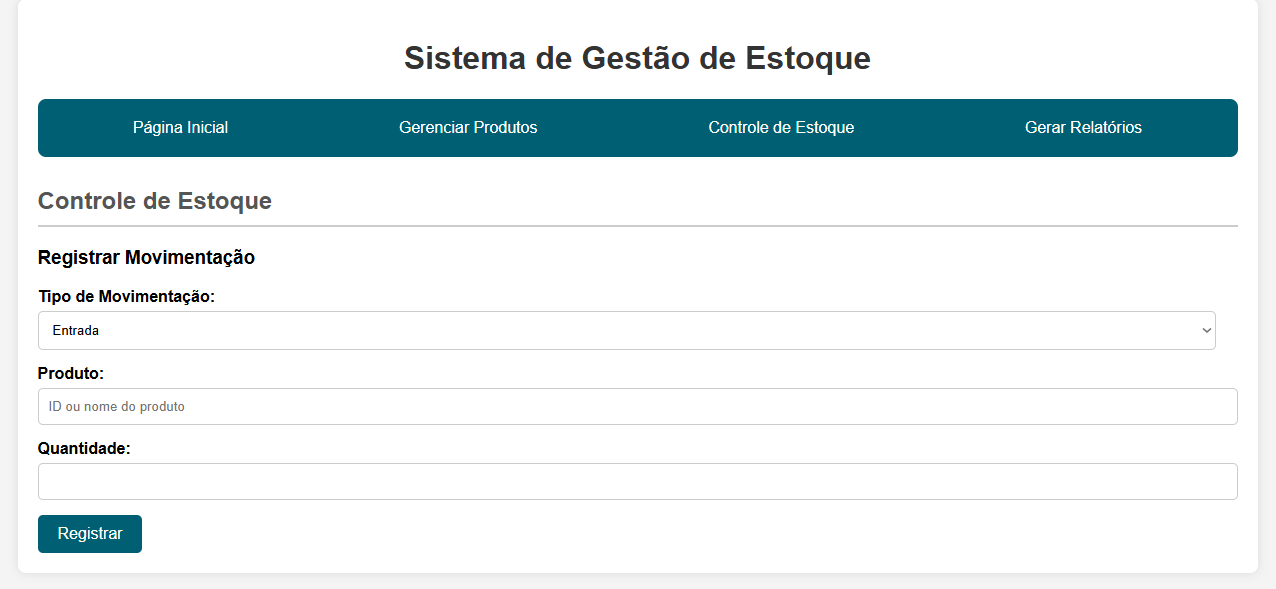 Sistema de Gestão de Estoque
Página Inicial Gerenciar Produtos Controle de Estoque Gerar Relatórios
Controle de Estoque
Registrar Movimentação
Tipo de Movimentação:
Entrada
Produto:
ID ou nome do produto
Quantidade:
Registrar